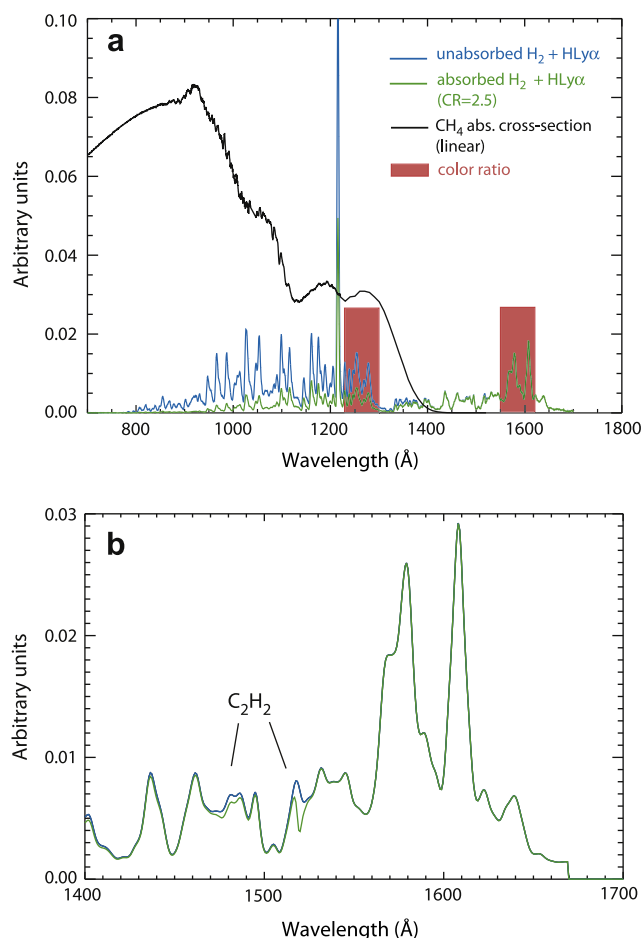 a
unabsorbed H₂ + HLyα
absorbed H₂ + HLyα
(CR=2.5)
CH₄ abs. cross-section
(linear)
color ratio
Arbitrary units
0.10
0.08
0.06
0.04
0.02
0.00
800 1000 1200 1400 1600 1800
Wavelength (Å)
b
C₂H₂
Arbitrary units
0.03
0.02
0.01
0.00
1400 1500 1600 1700
Wavelength (Å)